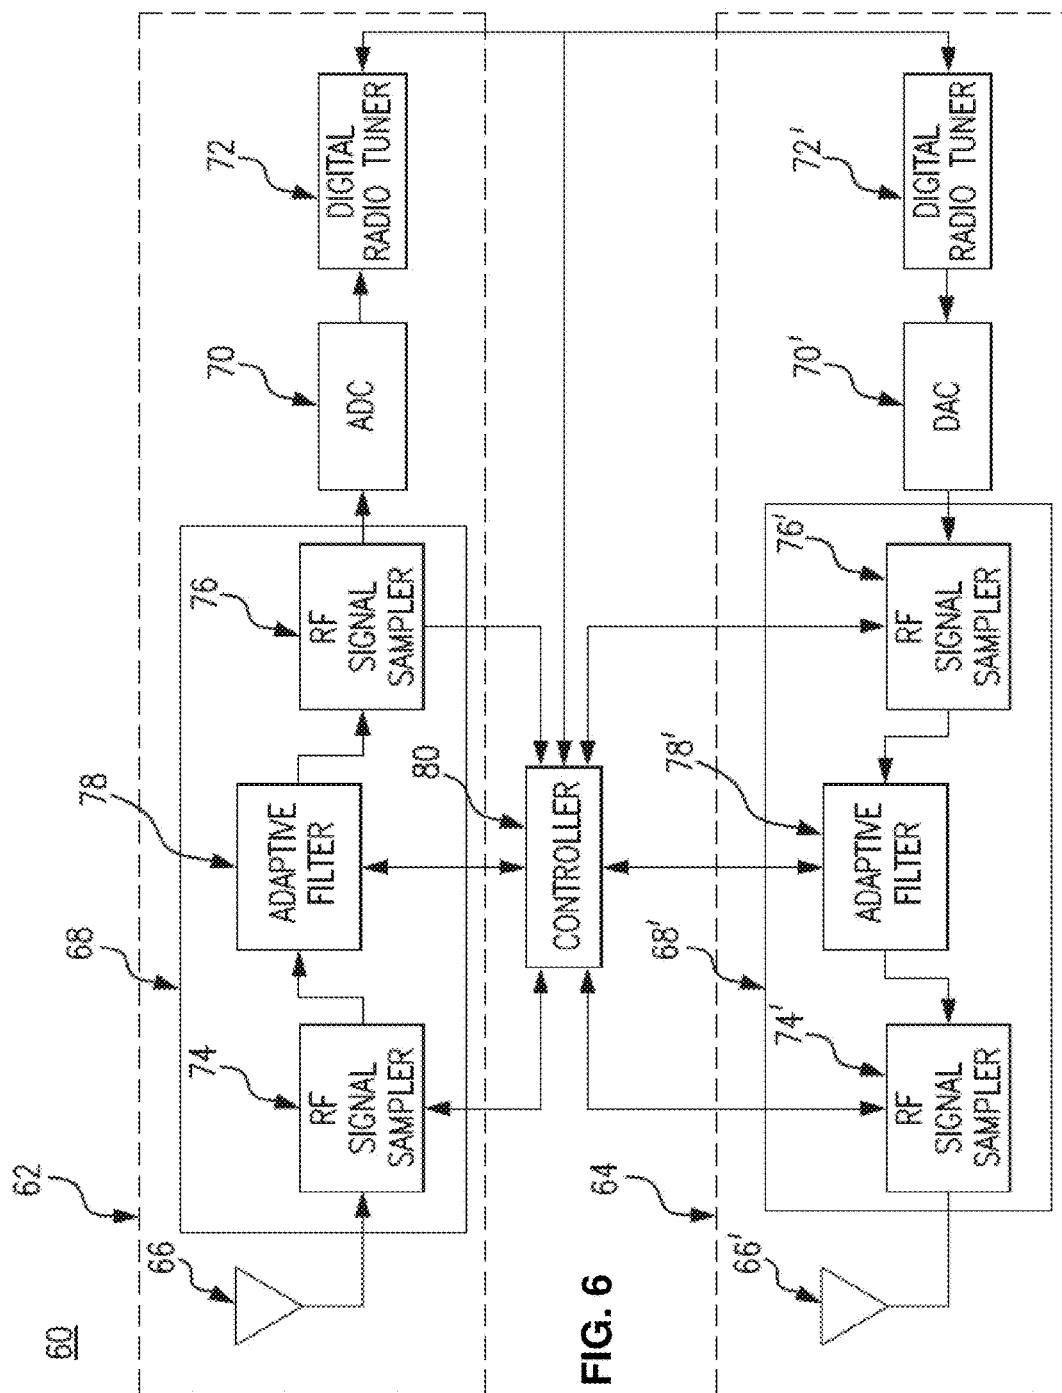 60
62
66
68
74
RF
SIGNAL
SAMPLER
78
ADAPTIVE
FILTER
76
RF
SIGNAL
SAMPLER
70
ADC
72
DIGITAL
RADIO TUNER
80
CONTROLLER
64
66'
68'
74'
RF
SIGNAL
SAMPLER
78'
ADAPTIVE
FILTER
76'
RF
SIGNAL
SAMPLER
70'
DAC
72'
DIGITAL
RADIO TUNER
FIG. 6